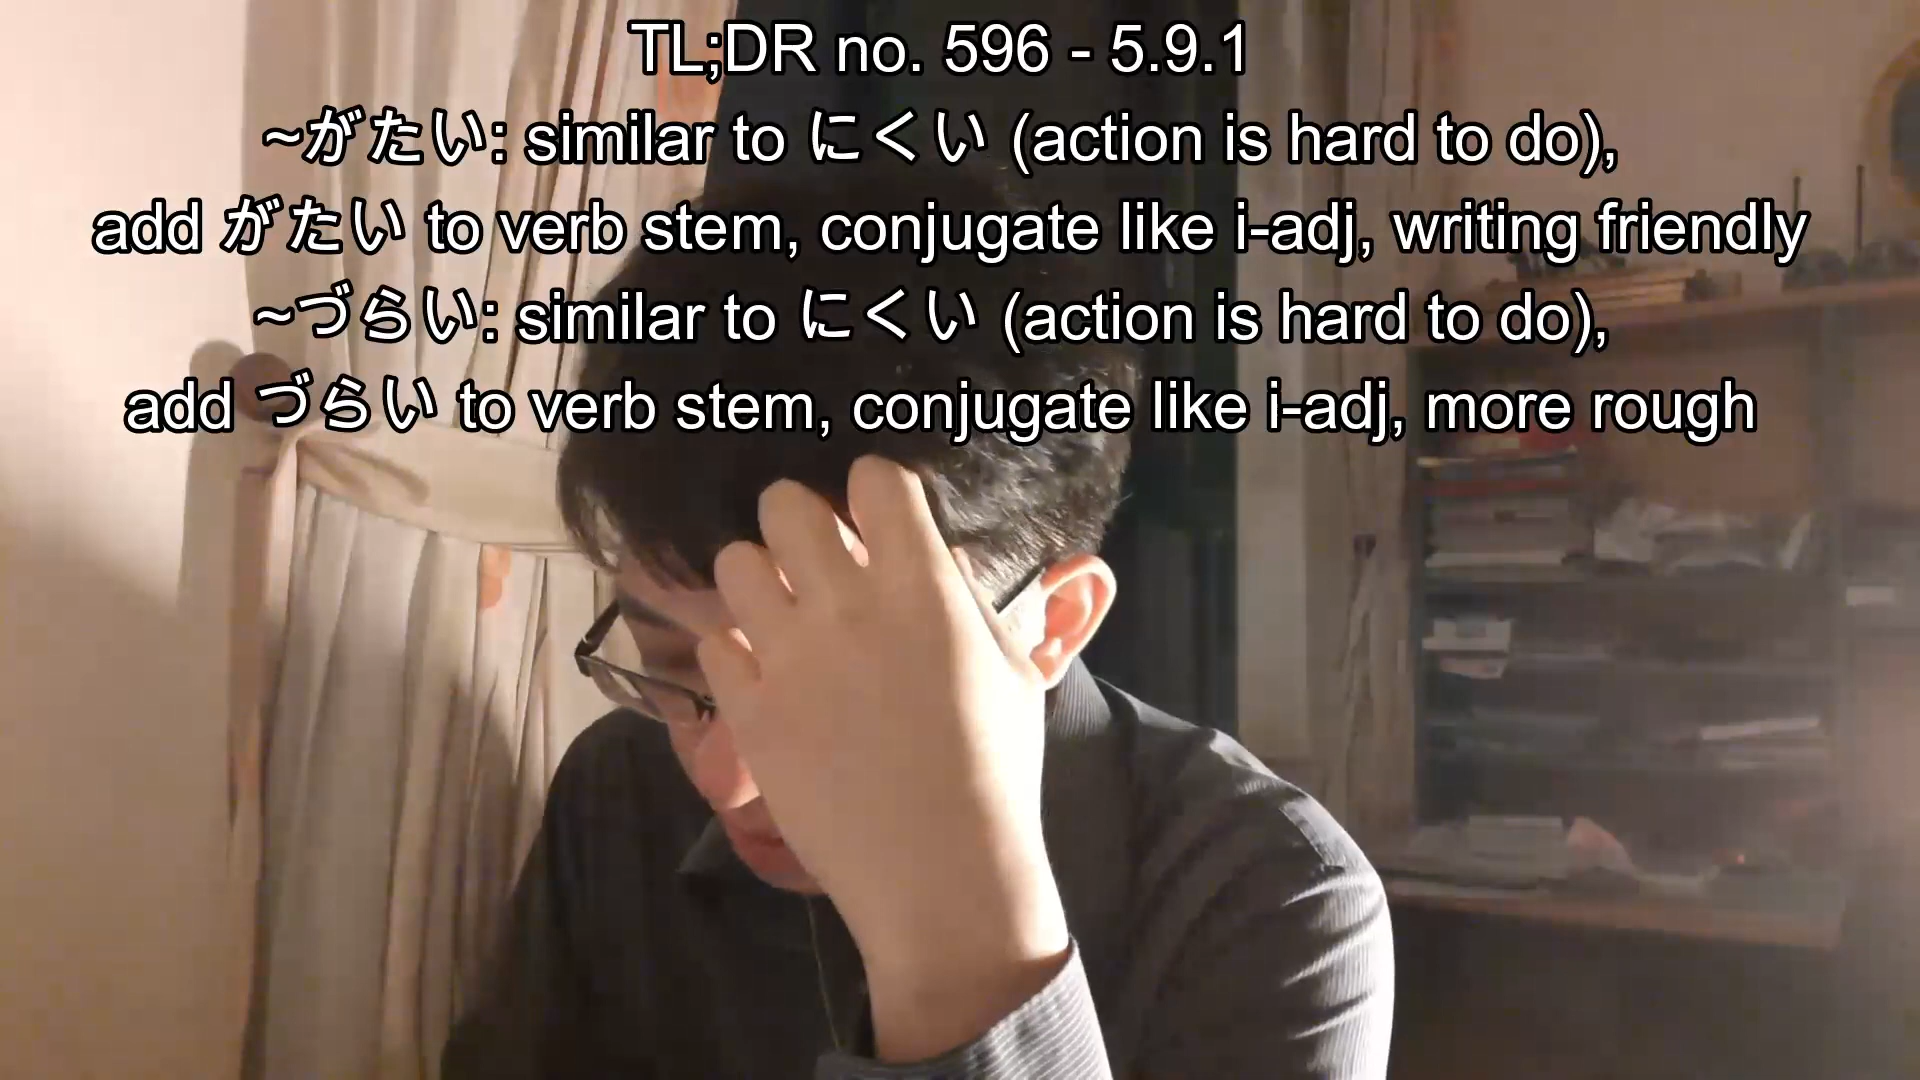 TL;DR no. 596 - 5.9.1
~がたい: similar to にくい (action is hard to do),
add がたい to verb stem, conjugate like i-adj, writing friendly
~づらい: similar to にくい (action is hard to do),
add づらい to verb stem, conjugate like i-adj, more rough